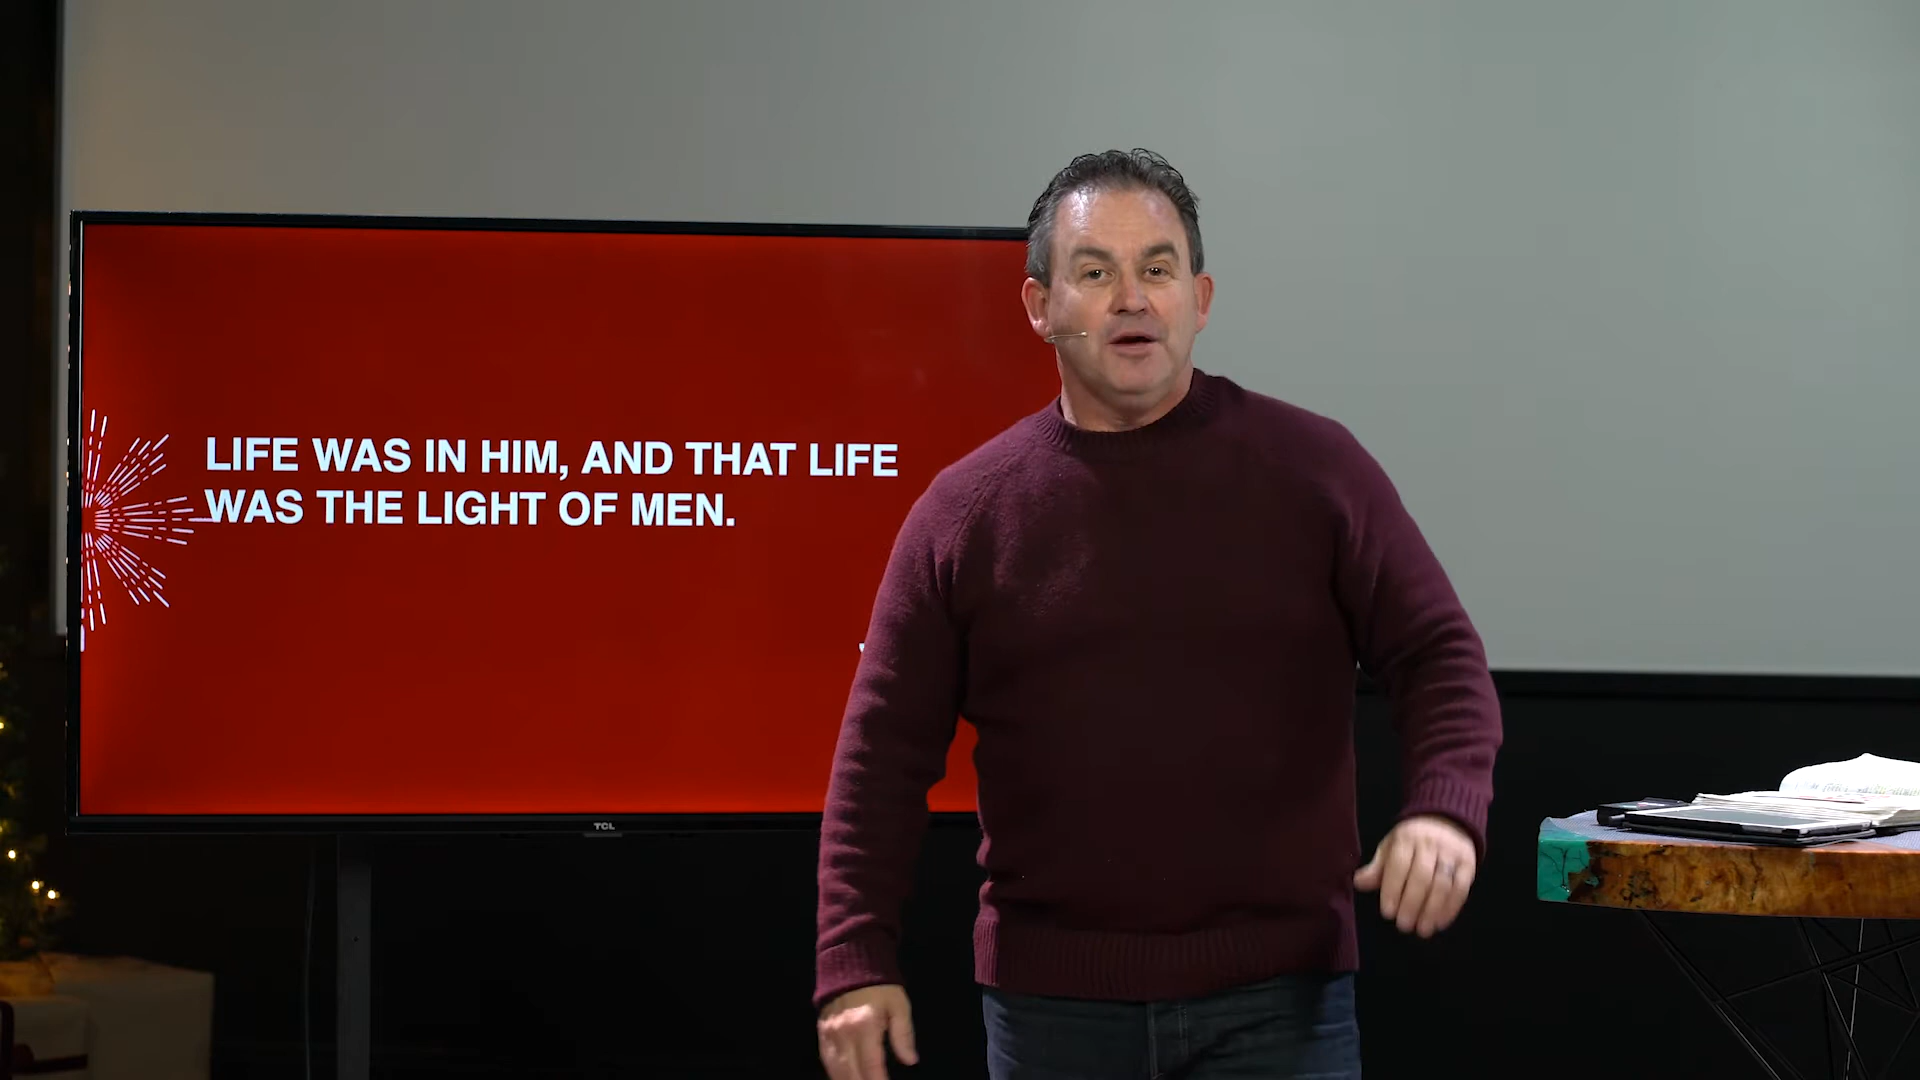 LIFE WAS IN HIM, AND THAT LIFE
WAS THE LIGHT OF MEN.
TCL